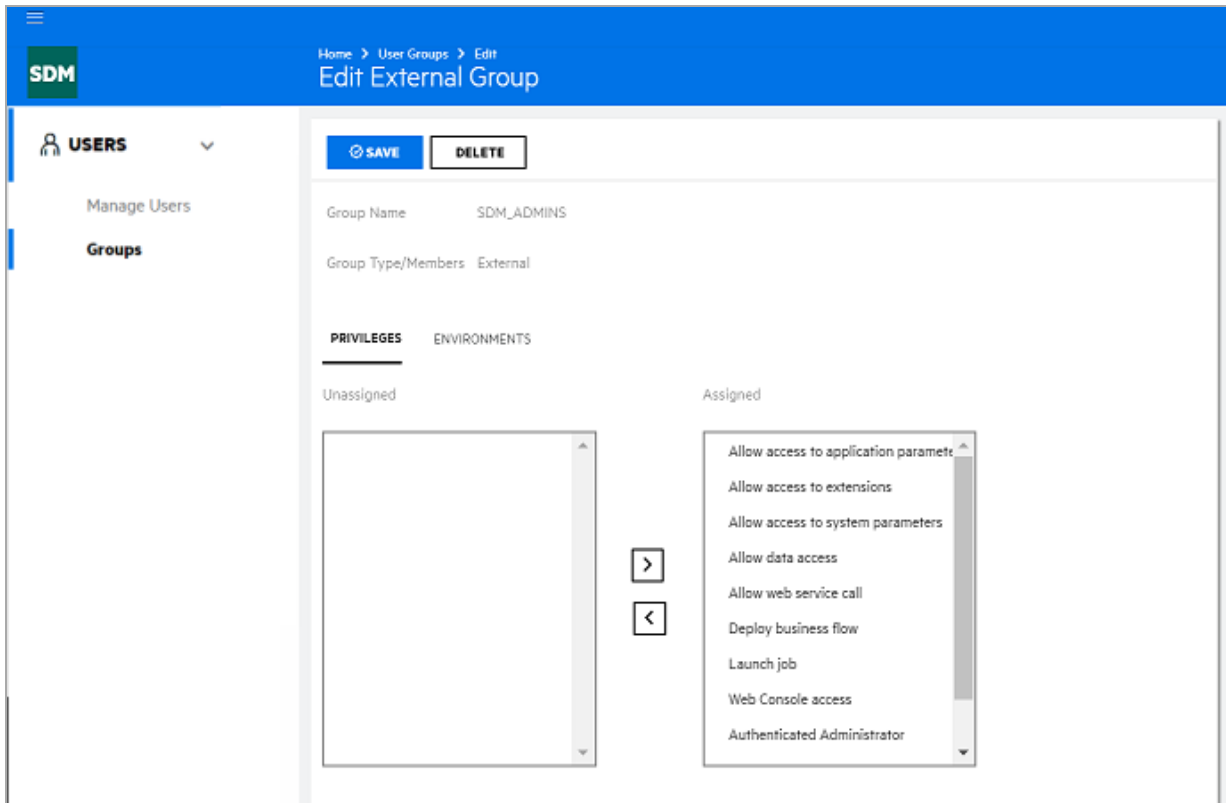 Home > User Groups > Edit
SDM
Edit External Group
USERS
SAVE
DELETE
Manage Users
Group Name SDM_ADMINS
Groups
Group Type/Members External
PRIVILEGES ENVIRONMENTS
Unassigned
Assigned
Allow access to application paramete
Allow access to extensions
Allow access to system parameters
Allow data access
Allow web service call
Deploy business flow
Launch job
Web Console access
Authenticated Administrator